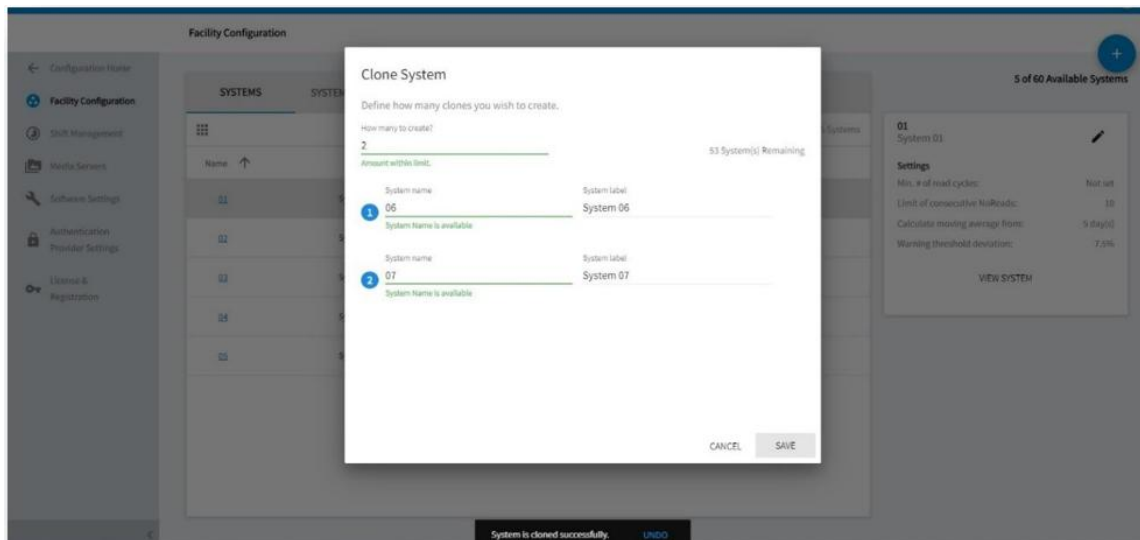 Facility Configuration
Configuration Home
Facility Configuration
Shift Management
Media Servers
Software Settings
Authentication
Provider Settings
License &
Registration
SYSTEMS
SYSTEM
Name
01
02
03
04
05
Systems
Clone System
Define how many clones you wish to create.
How many to create?
2
Amount within limit.
53 System(s) Remaining
1
System name
06
System Name is available
System label
System 06
2
System name
07
System Name is available
System label
System 07
CANCEL
SAVE
5 of 60 Available Systems
01
System 01
Settings
Min. # of read cycles: Not set
Limit of consecutive NoReads: 10
Calculate moving average from: 5 day(s)
Warning threshold deviation: 7.5%
VIEW SYSTEM
System is cloned successfully. UNDO